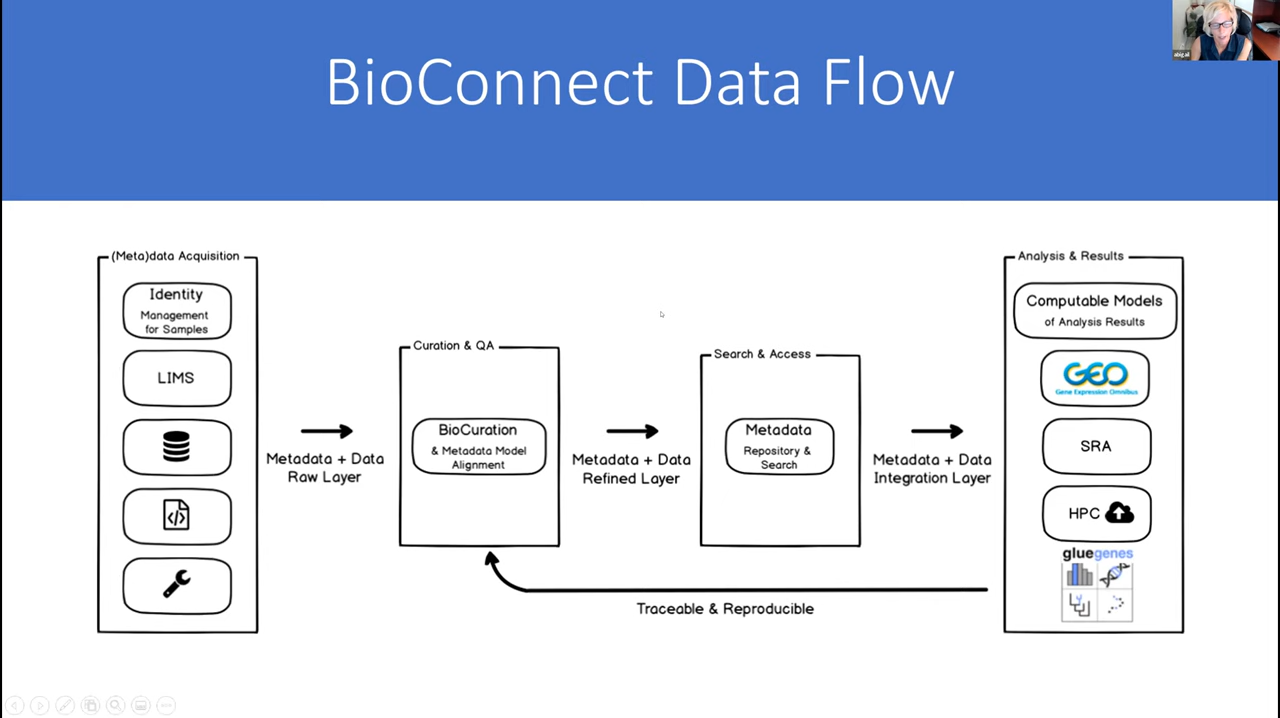 abigail
BioConnect Data Flow
(Meta)data Acquisition
Identity
Management
for Samples
LIMS
Metadata + Data
Raw Layer
Curation & QA
BioCuration
& Metadata Model
Alignment
Metadata + Data
Refined Layer
Search & Access
Metadata
Repository &
Search
Metadata + Data
Integration Layer
Analysis & Results
Computable Models
of Analysis Results
GEO
Gene Expression Omnibus
SRA
HPC
gluegenes
Traceable & Reproducible